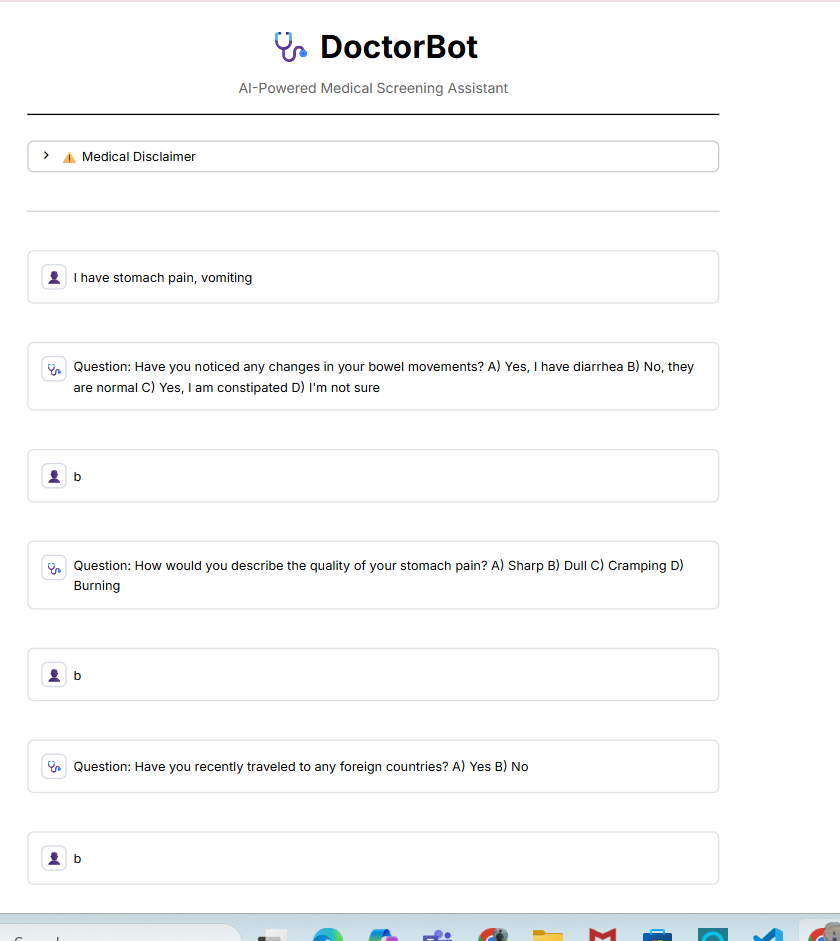 DoctorBot
AI-Powered Medical Screening Assistant
Medical Disclaimer
I have stomach pain, vomiting
Question: Have you noticed any changes in your bowel movements? A) Yes, I have diarrhea B) No, they
are normal C) Yes, I am constipated D) I'm not sure
b
Question: How would you describe the quality of your stomach pain? A) Sharp B) Dull C) Cramping D)
Burning
b
Question: Have you recently traveled to any foreign countries? A) Yes B) No
b